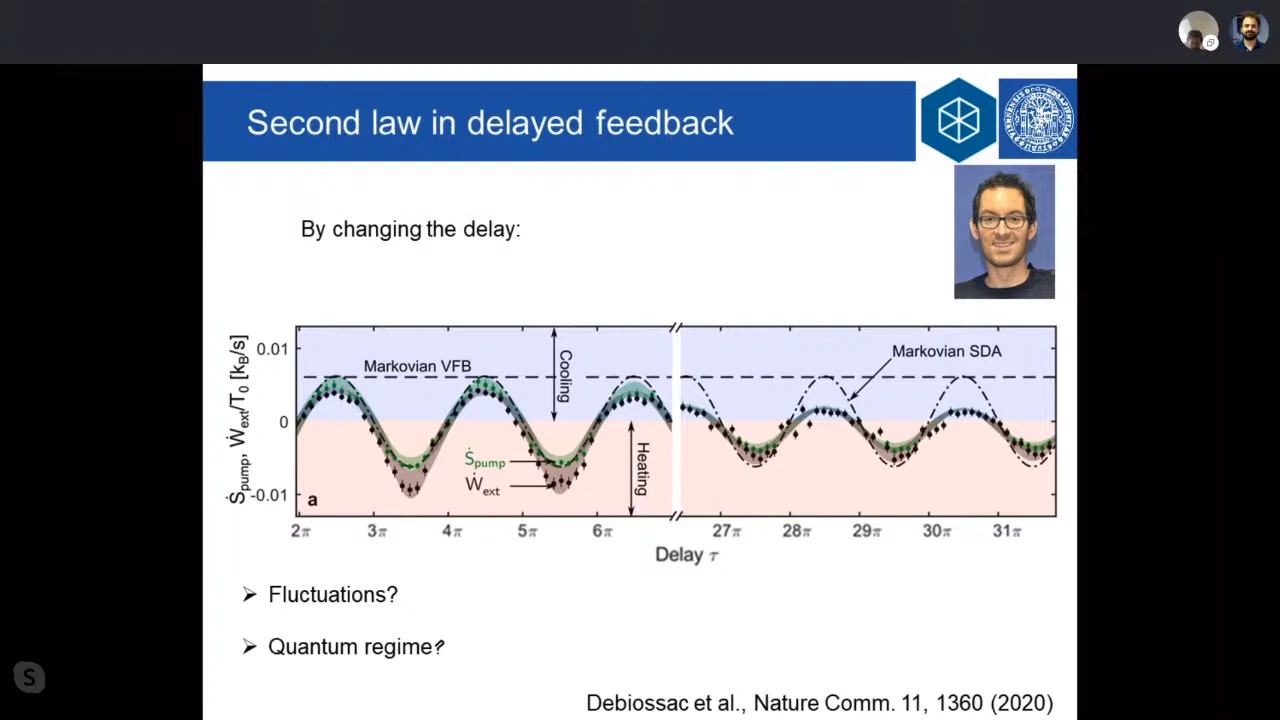 Second law in delayed feedback
By changing the delay:
Ṡpump, Ẇext/T0 [kB/s]
0.01
0
-0.01
Markovian VFB
Cooling
Markovian SDA
Ṡpump
Ẇext
Heating
a
2π 3π 4π 5π 6π 27π 28π 29π 30π 31π
Delay τ
➢ Fluctuations?
➢ Quantum regime?
S
Debiossac et al., Nature Comm. 11, 1360 (2020)